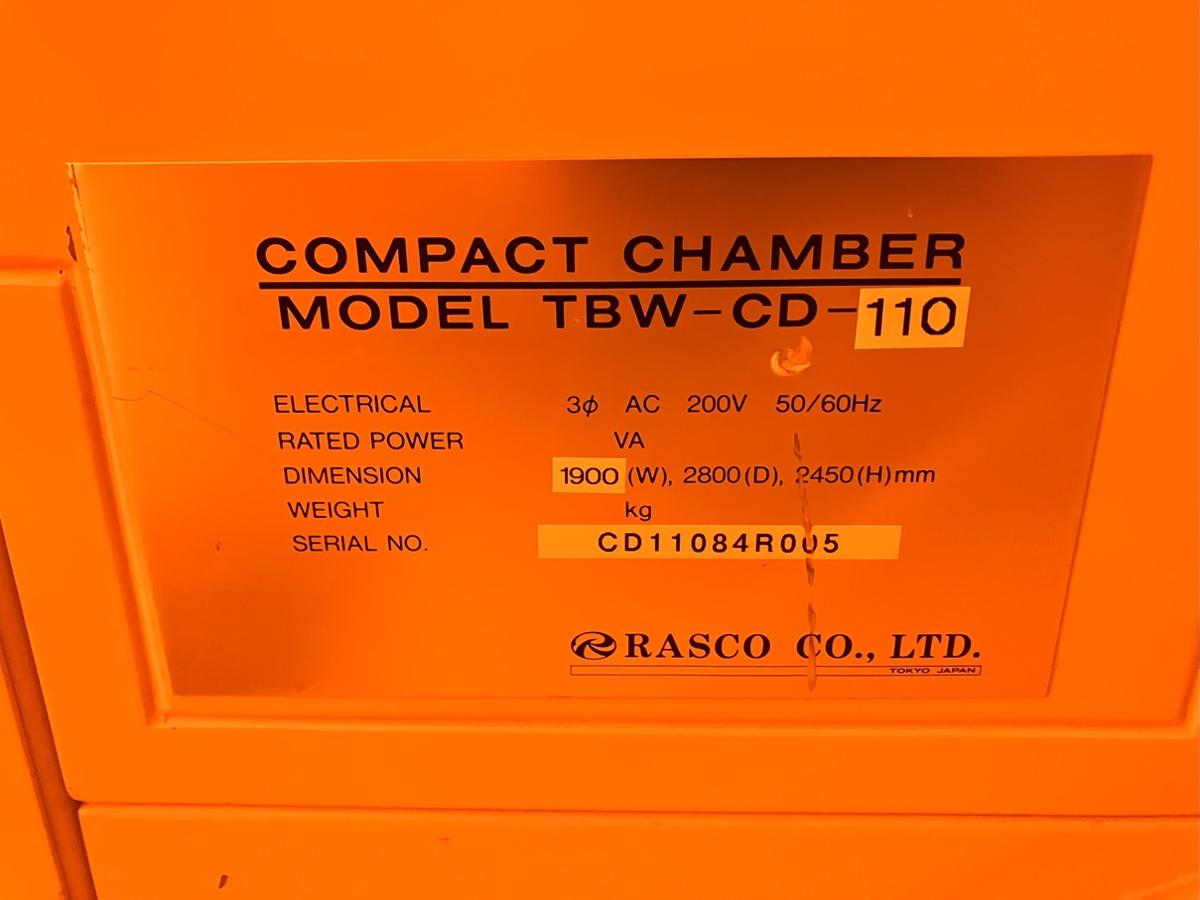 COMPACT CHAMBER
MODEL TBW-CD-110
ELECTRICAL 3ϕ AC 200V 50/60Hz
RATED POWER VA
DIMENSION 1900 (W), 2800(D), 2450(H)mm
WEIGHT kg
SERIAL NO. CD11084R005
RASCO CO., LTD.
TOKYO JAPAN